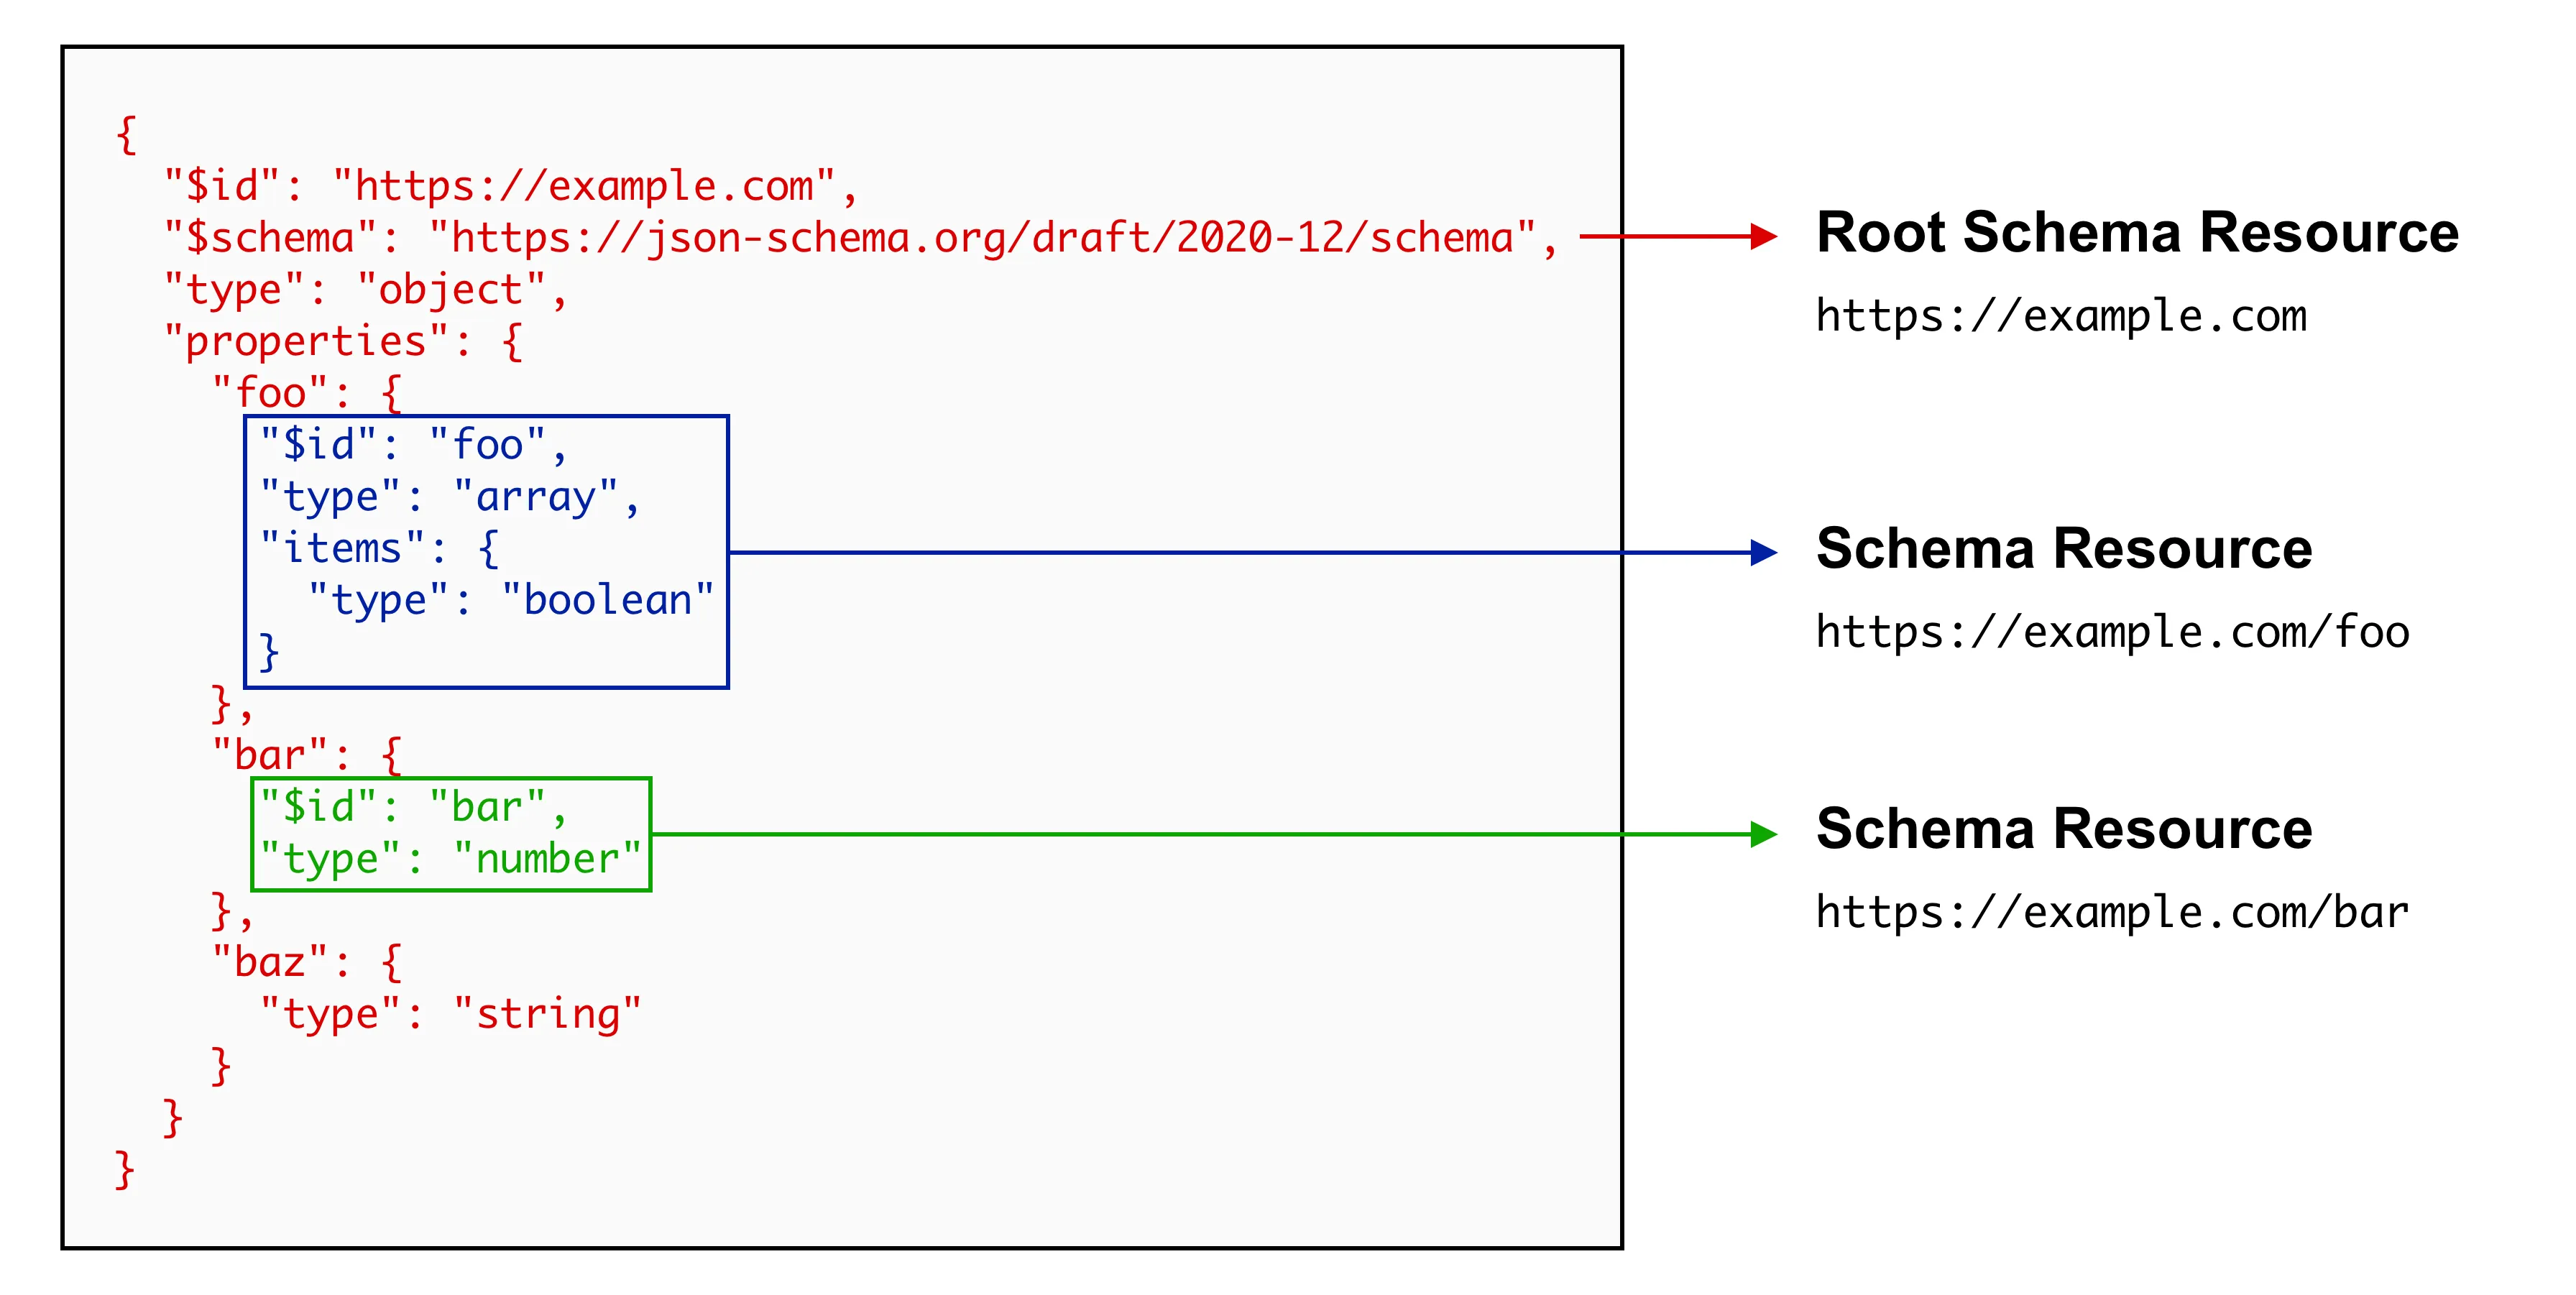 {
  "$id": "https://example.com",
  "$schema": "https://json-schema.org/draft/2020-12/schema",
  "type": "object",
  "properties": {
    "foo": {
      "$id": "foo",
      "type": "array",
      "items": {
        "type": "boolean"
      }
    },
    "bar": {
      "$id": "bar",
      "type": "number"
    },
    "baz": {
      "type": "string"
    }
  }
}
Root Schema Resource
https://example.com
Schema Resource
https://example.com/foo
Schema Resource
https://example.com/bar